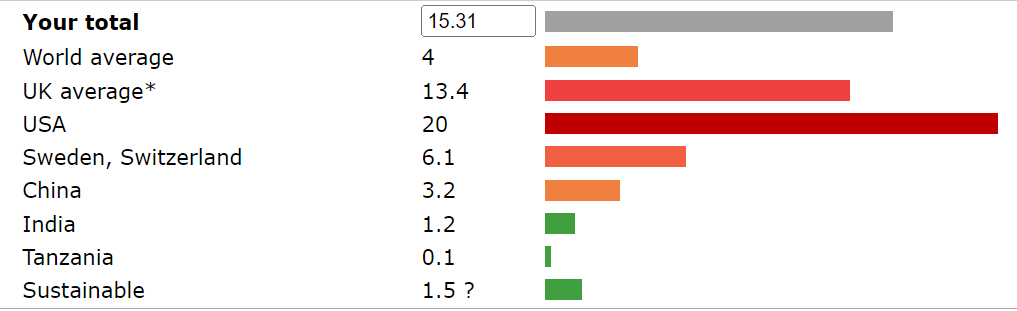 Your total 15.31
World average 4
UK average* 13.4
USA 20
Sweden, Switzerland 6.1
China 3.2
India 1.2
Tanzania 0.1
Sustainable 1.5 ?